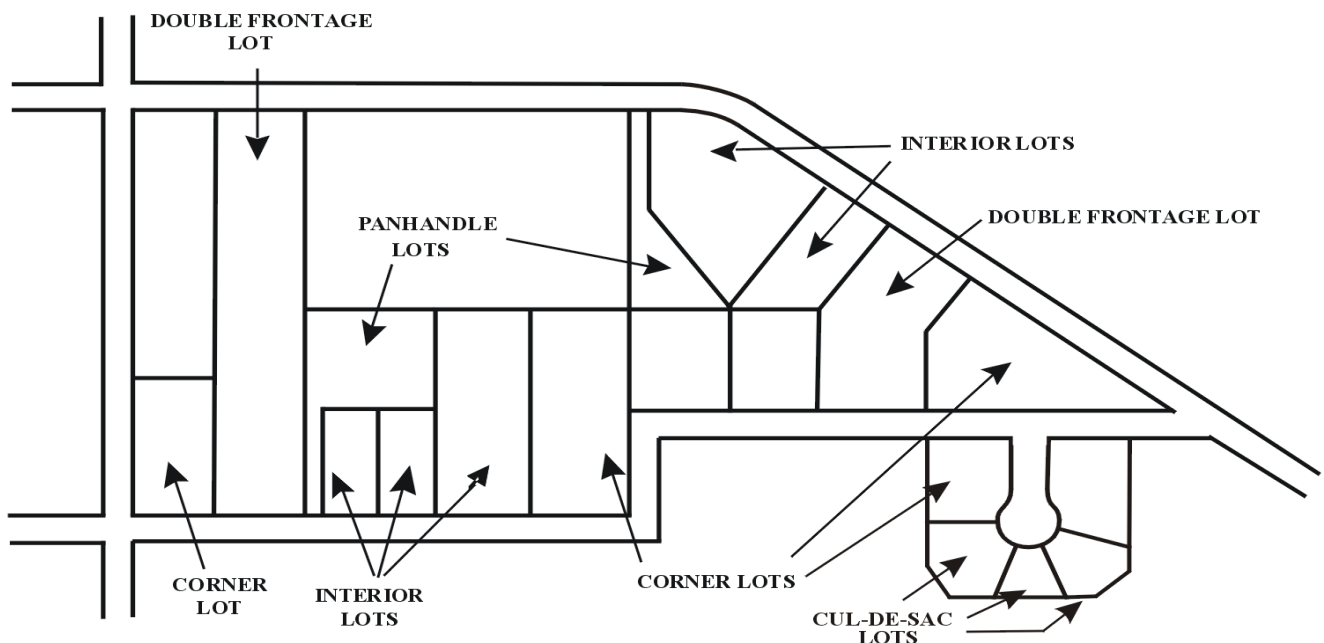 DOUBLE FRONTAGE
LOT
INTERIOR LOTS
PANHANDLE
LOTS
DOUBLE FRONTAGE LOT
CORNER
LOT
INTERIOR
LOTS
CORNER LOTS
CUL-DE-SAC
LOTS